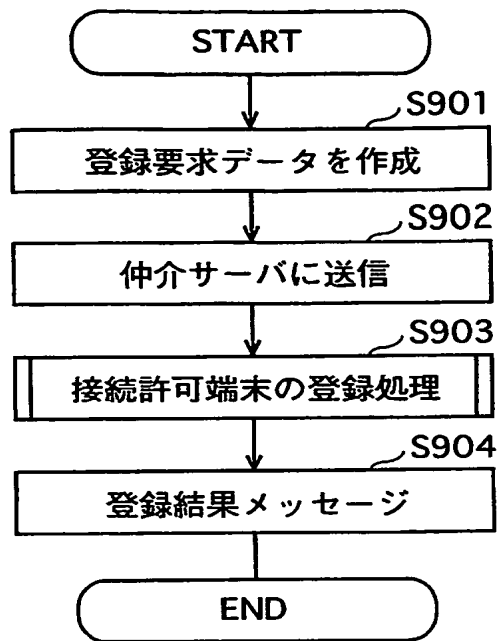 START
S901
登録要求データを作成
S902
仲介サーバに送信
S903
接続許可端末の登録処理
S904
登録結果メッセージ
END